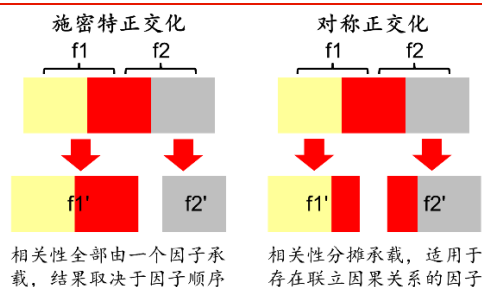 施密特正交化
f1 f2
f1' f2'
相关性全部由一个因子承
载，结果取决于因子顺序
对称正交化
f1 f2
f1' f2'
相关性分摊承载，适用于
存在联立因果关系的因子